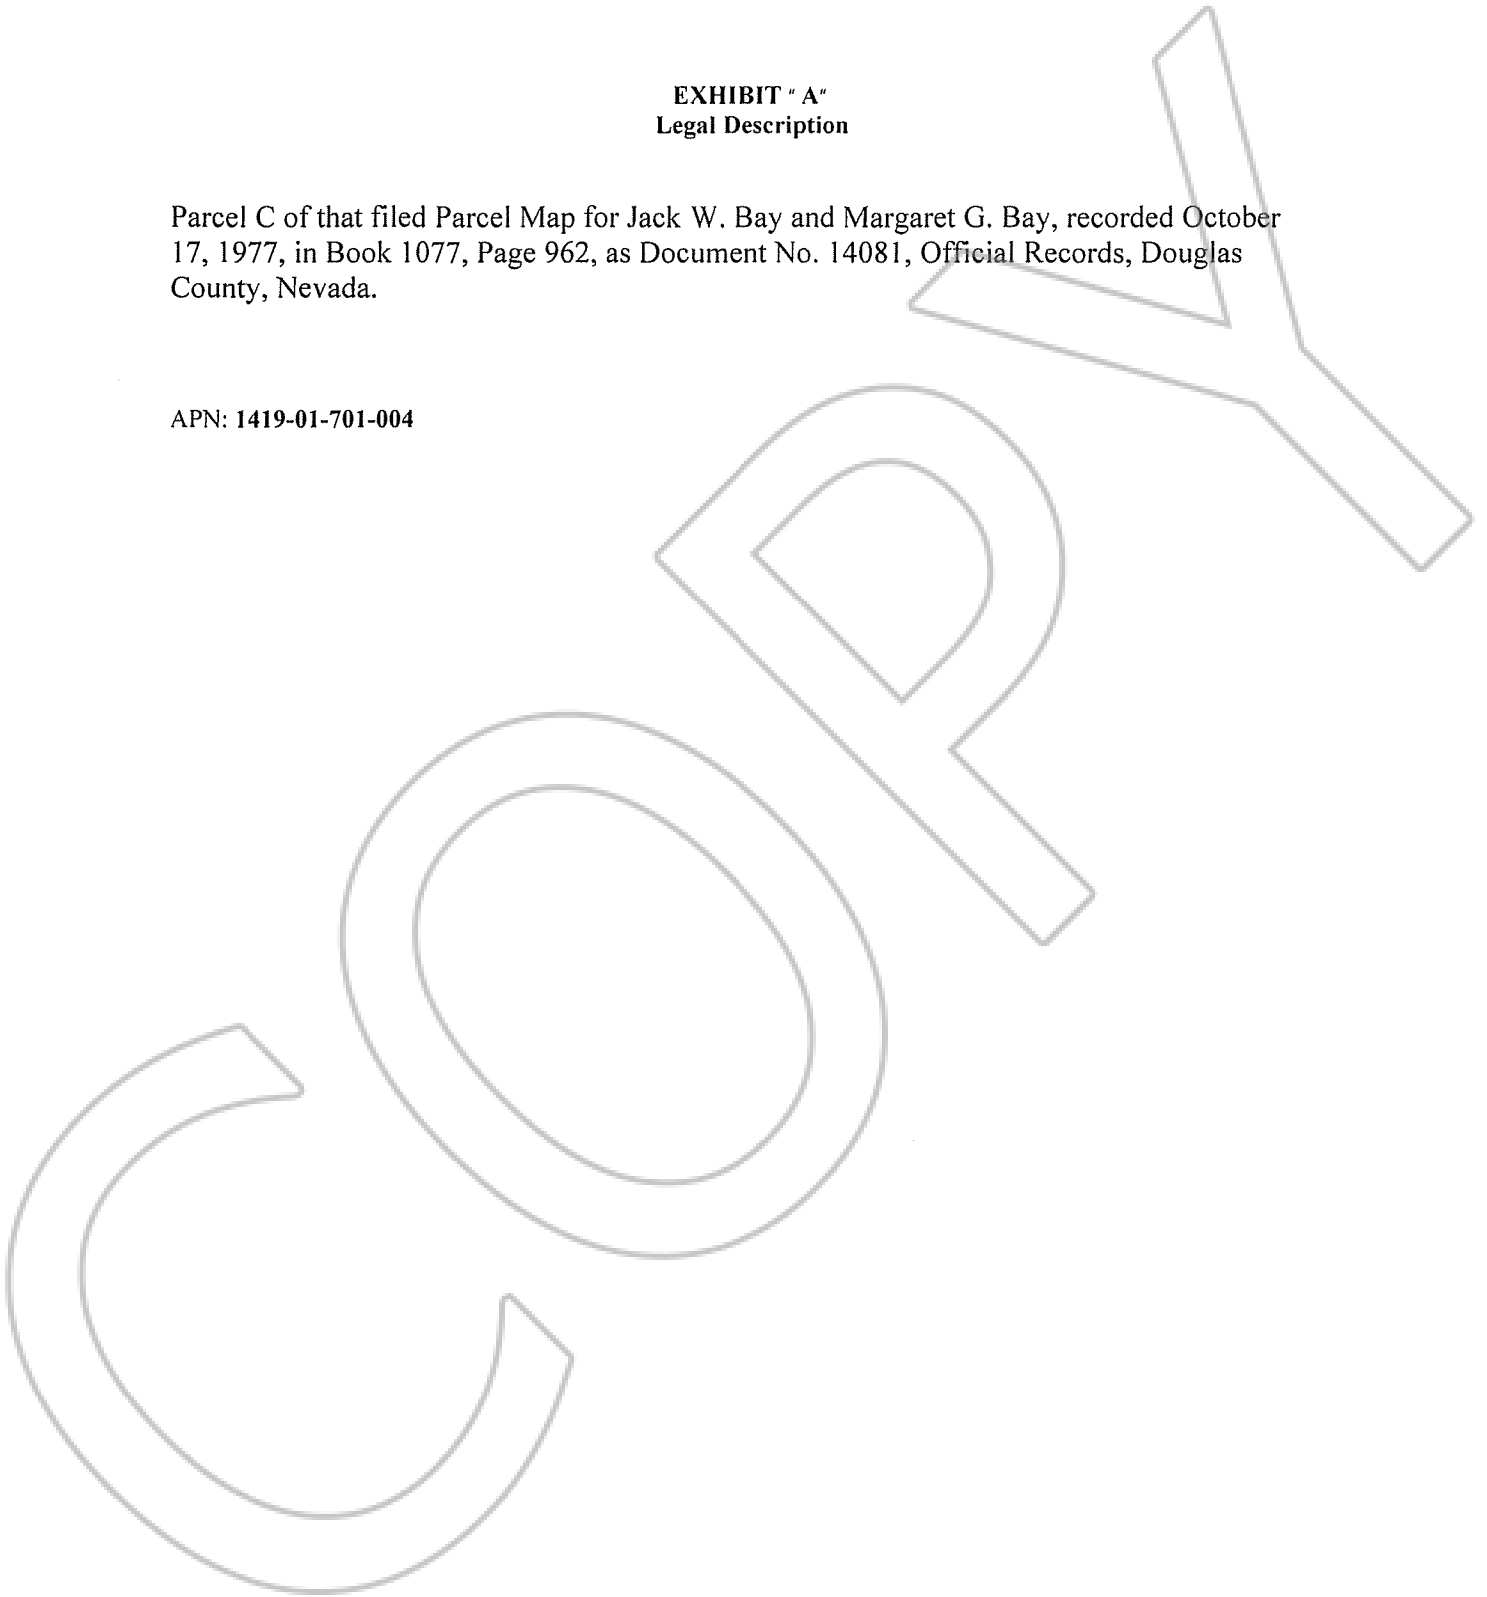 EXHIBIT "A"
Legal Description
Parcel C of that filed Parcel Map for Jack W. Bay and Margaret G. Bay, recorded October
17, 1977, in Book 1077, Page 962, as Document No. 14081, Official Records, Douglas
County, Nevada.
APN: 1419-01-701-004
COPY